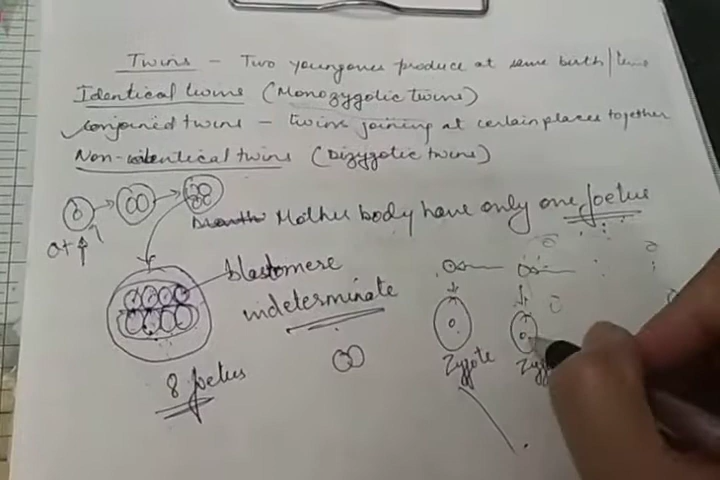 Twins - Two youngones produce at same birth/time
Identical twins (Monozygotic twins)
conjoined twins - twins joining at certain places together
Non-identical twins (Dizygotic twins)
Mother body have only one foetus
blastomere
indeterminate
8 foetus
Zygote